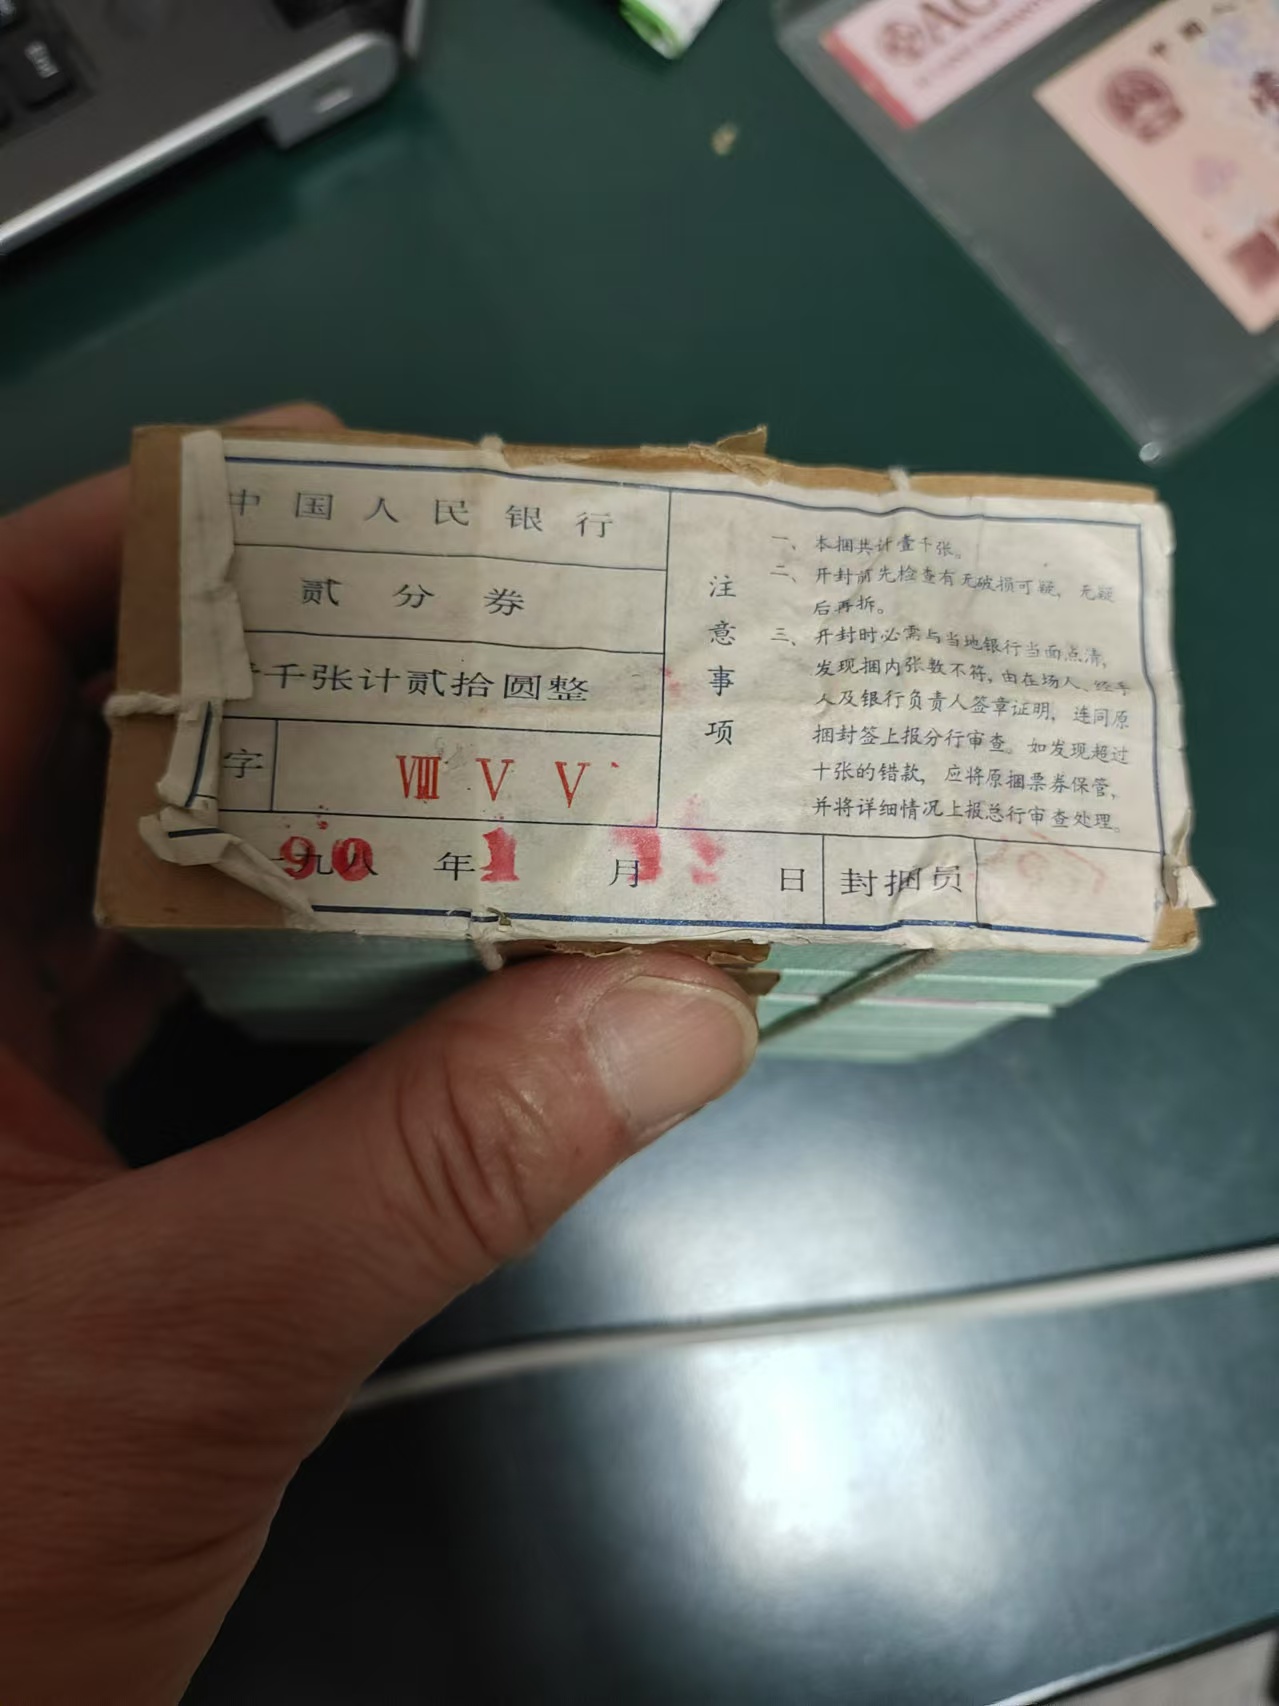 中国人民银行
贰分券
千张计贰拾圆整
字
Ⅷ Ⅴ Ⅴ
一九八 年 月 日
90 1
封捆员
注意事项
一、本捆共计壹千张。
二、开封前先检查有无破损可疑，无疑
后再拆。
三、开封时必需与当地银行当面点清，
发现捆内张数不符，由在场人、经手
人及银行负责人签章证明，连同原
捆封签上报分行审查。如发现超过
十张的错款，应将原捆票券保管，
并将详细情况上报总行审查处理。